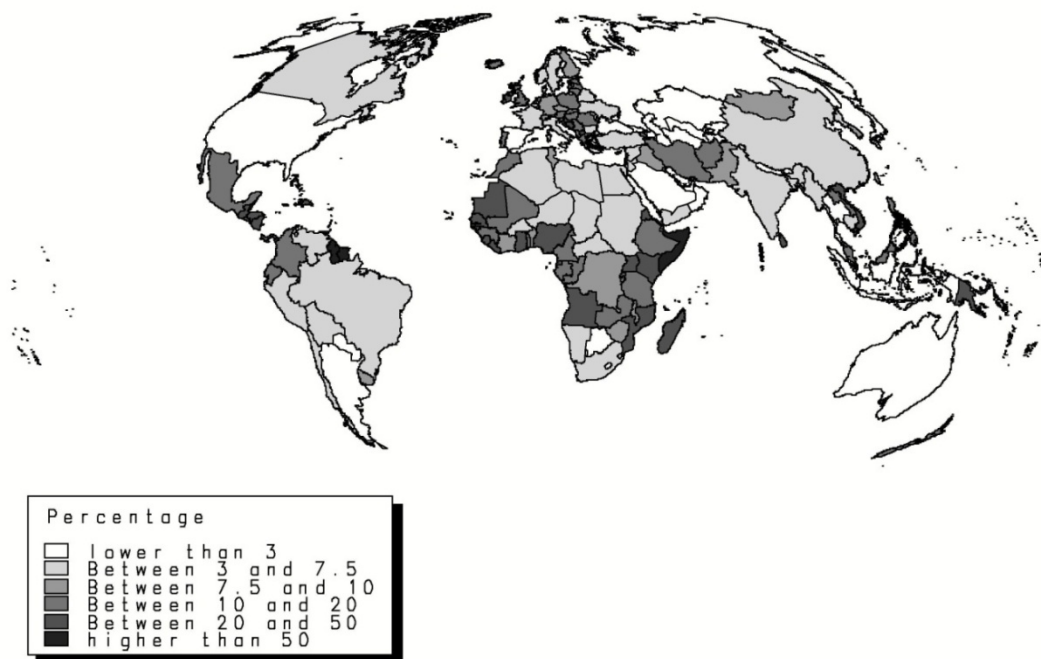 Percentage
lower than 3
Between 3 and 7.5
Between 7.5 and 10
Between 10 and 20
Between 20 and 50
higher than 50